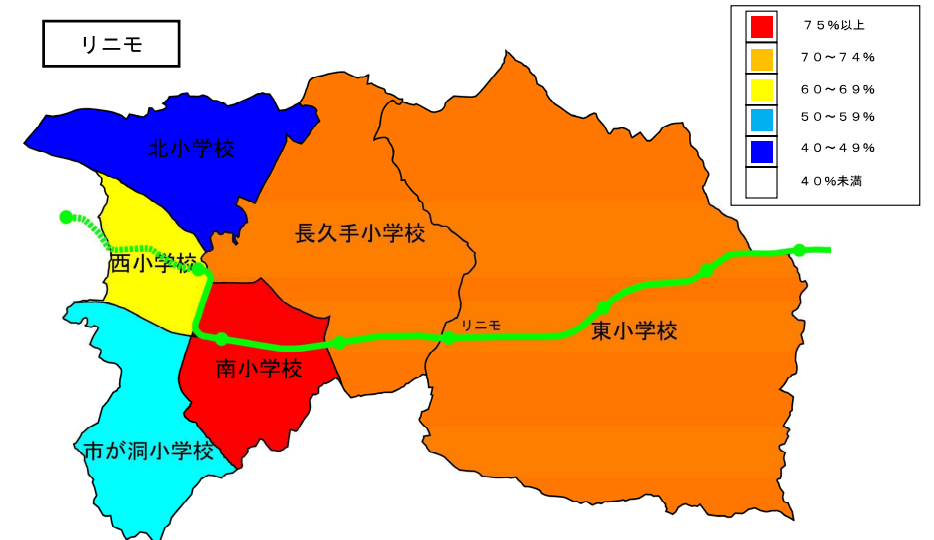 リニモ
７５％以上
７０～７４％
６０～６９％
５０～５９％
４０～４９％
４０％未満
北小学校
長久手小学校
西小学校
リニモ
東小学校
南小学校
市が洞小学校